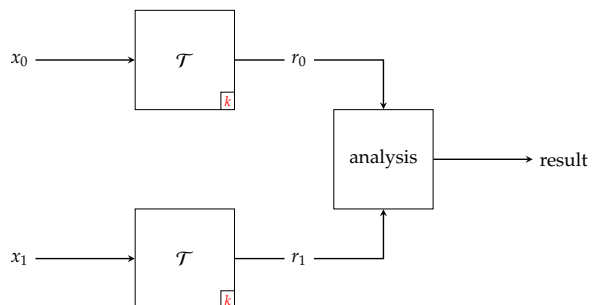 x₀ 𝒯 r₀
k
analysis result
x₁ 𝒯 r₁
k